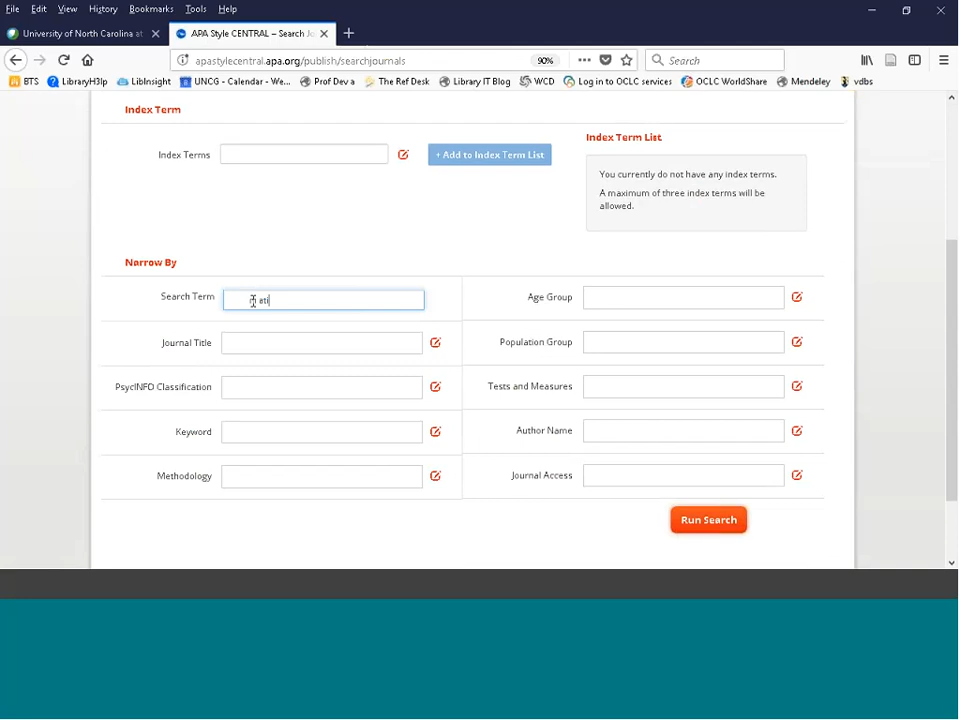 File Edit View History Bookmarks Tools Help
University of North Carolina at
APA Style CENTRAL – Search Jo
apastylecentral.apa.org/publish/searchjournals 90% Search
BTS LibraryH3lp LibInsight UNCG - Calendar - We... Prof Dev a The Ref Desk Library IT Blog WCD Log in to OCLC services OCLC WorldShare Mendeley vdbs
Index Term
Index Term List
Index Terms + Add to Index Term List
You currently do not have any index terms.
A maximum of three index terms will be
allowed.
Narrow By
Search Term Age Group
Journal Title Population Group
PsycINFO Classification Tests and Measures
Keyword Author Name
Methodology Journal Access
Run Search